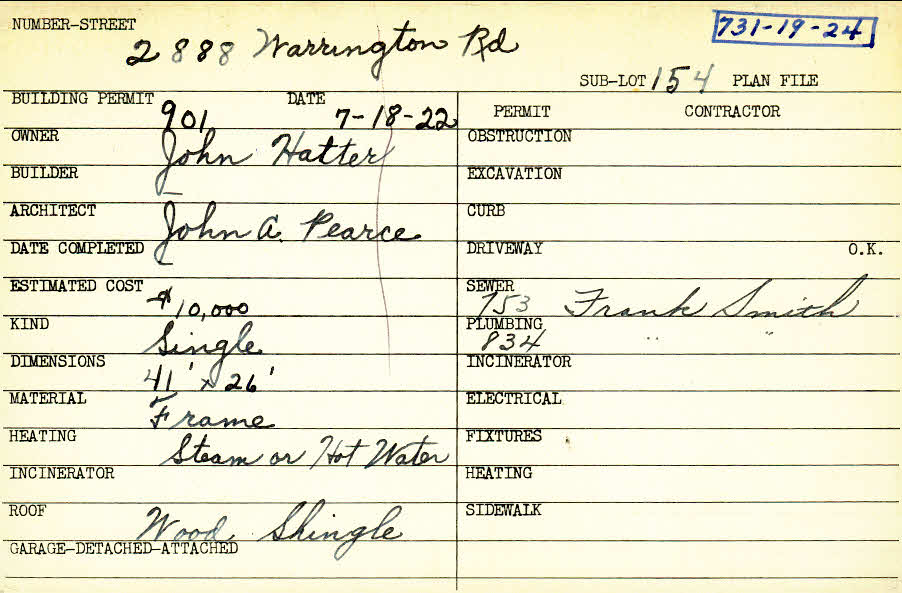 NUMBER-STREET 2888 Warrington Rd
731-19-24
SUB-LOT 154 PLAN FILE
BUILDING PERMIT 901 DATE 7-18-22
OWNER John Hatter
BUILDER
ARCHITECT John A. Pearce
DATE COMPLETED
ESTIMATED COST $10,000
KIND Single
DIMENSIONS 41' x 26'
MATERIAL Frame
HEATING Steam or Hot Water
INCINERATOR
ROOF Wood Shingle
GARAGE-DETACHED-ATTACHED
PERMIT CONTRACTOR
OBSTRUCTION
EXCAVATION
CURB
DRIVEWAY O.K.
SEWER 753 Frank Smith
PLUMBING 834 " "
INCINERATOR
ELECTRICAL
FIXTURES
HEATING
SIDEWALK